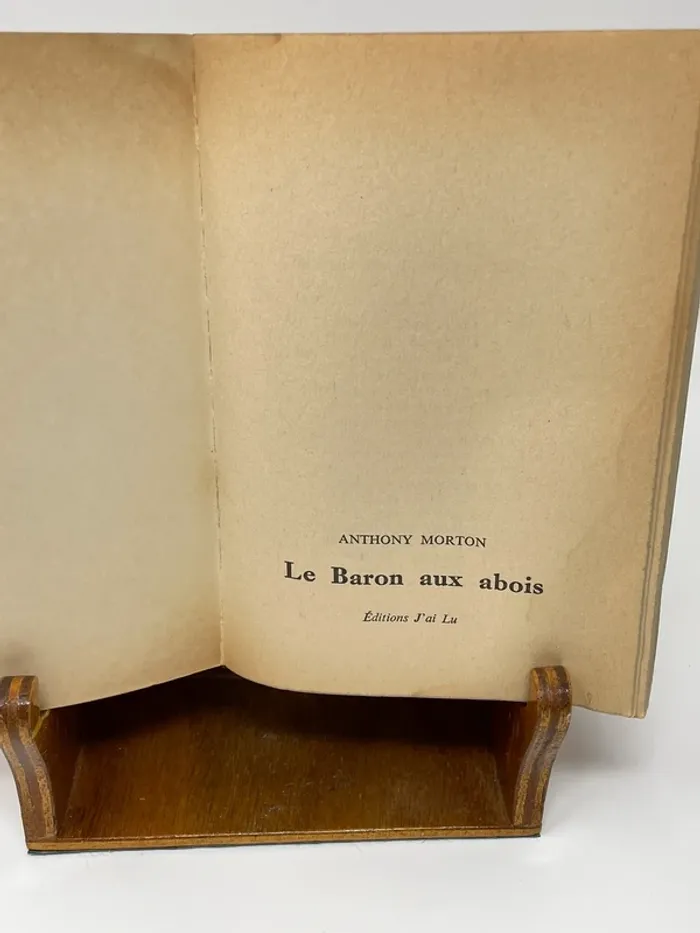 ANTHONY MORTON
Le Baron aux abois
Éditions J'ai Lu